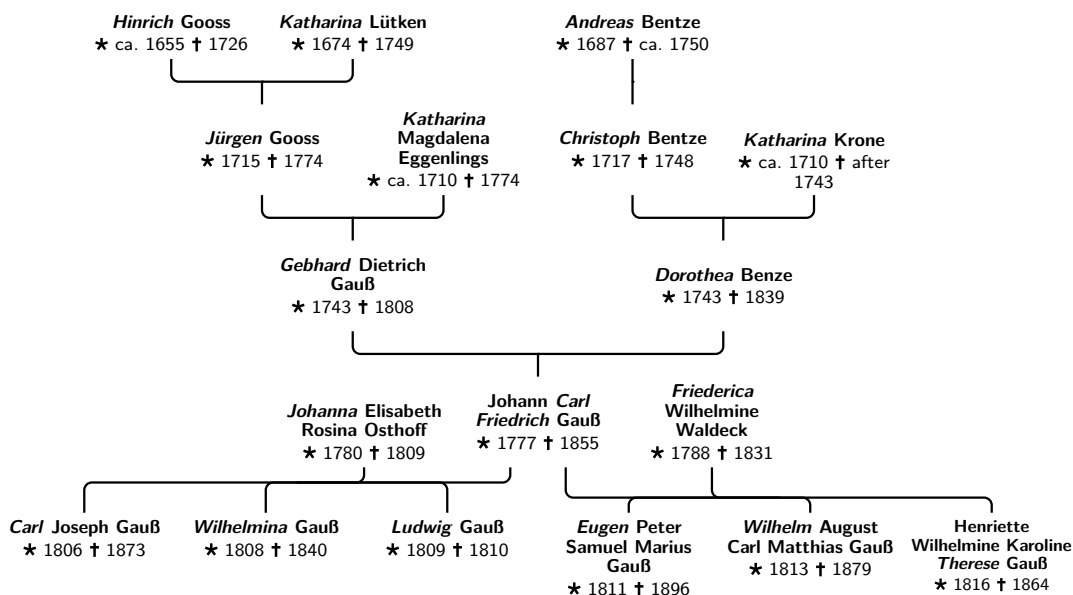 Hinrich Gooss
★ ca. 1655 ✝ 1726
Katharina Lütken
★ 1674 ✝ 1749
Andreas Bentze
★ 1687 ✝ ca. 1750
Jürgen Gooss
★ 1715 ✝ 1774
Katharina
Magdalena
Eggenlings
★ ca. 1710 ✝ 1774
Christoph Bentze
★ 1717 ✝ 1748
Katharina Krone
★ ca. 1710 ✝ after
1743
Gebhard Dietrich
Gauß
★ 1743 ✝ 1808
Dorothea Benze
★ 1743 ✝ 1839
Johanna Elisabeth
Rosina Osthoff
★ 1780 ✝ 1809
Johann Carl
Friedrich Gauß
★ 1777 ✝ 1855
Friederica
Wilhelmine
Waldeck
★ 1788 ✝ 1831
Carl Joseph Gauß
★ 1806 ✝ 1873
Wilhelmina Gauß
★ 1808 ✝ 1840
Ludwig Gauß
★ 1809 ✝ 1810
Eugen Peter
Samuel Marius
Gauß
★ 1811 ✝ 1896
Wilhelm August
Carl Matthias Gauß
★ 1813 ✝ 1879
Henriette
Wilhelmine Karoline
Therese Gauß
★ 1816 ✝ 1864